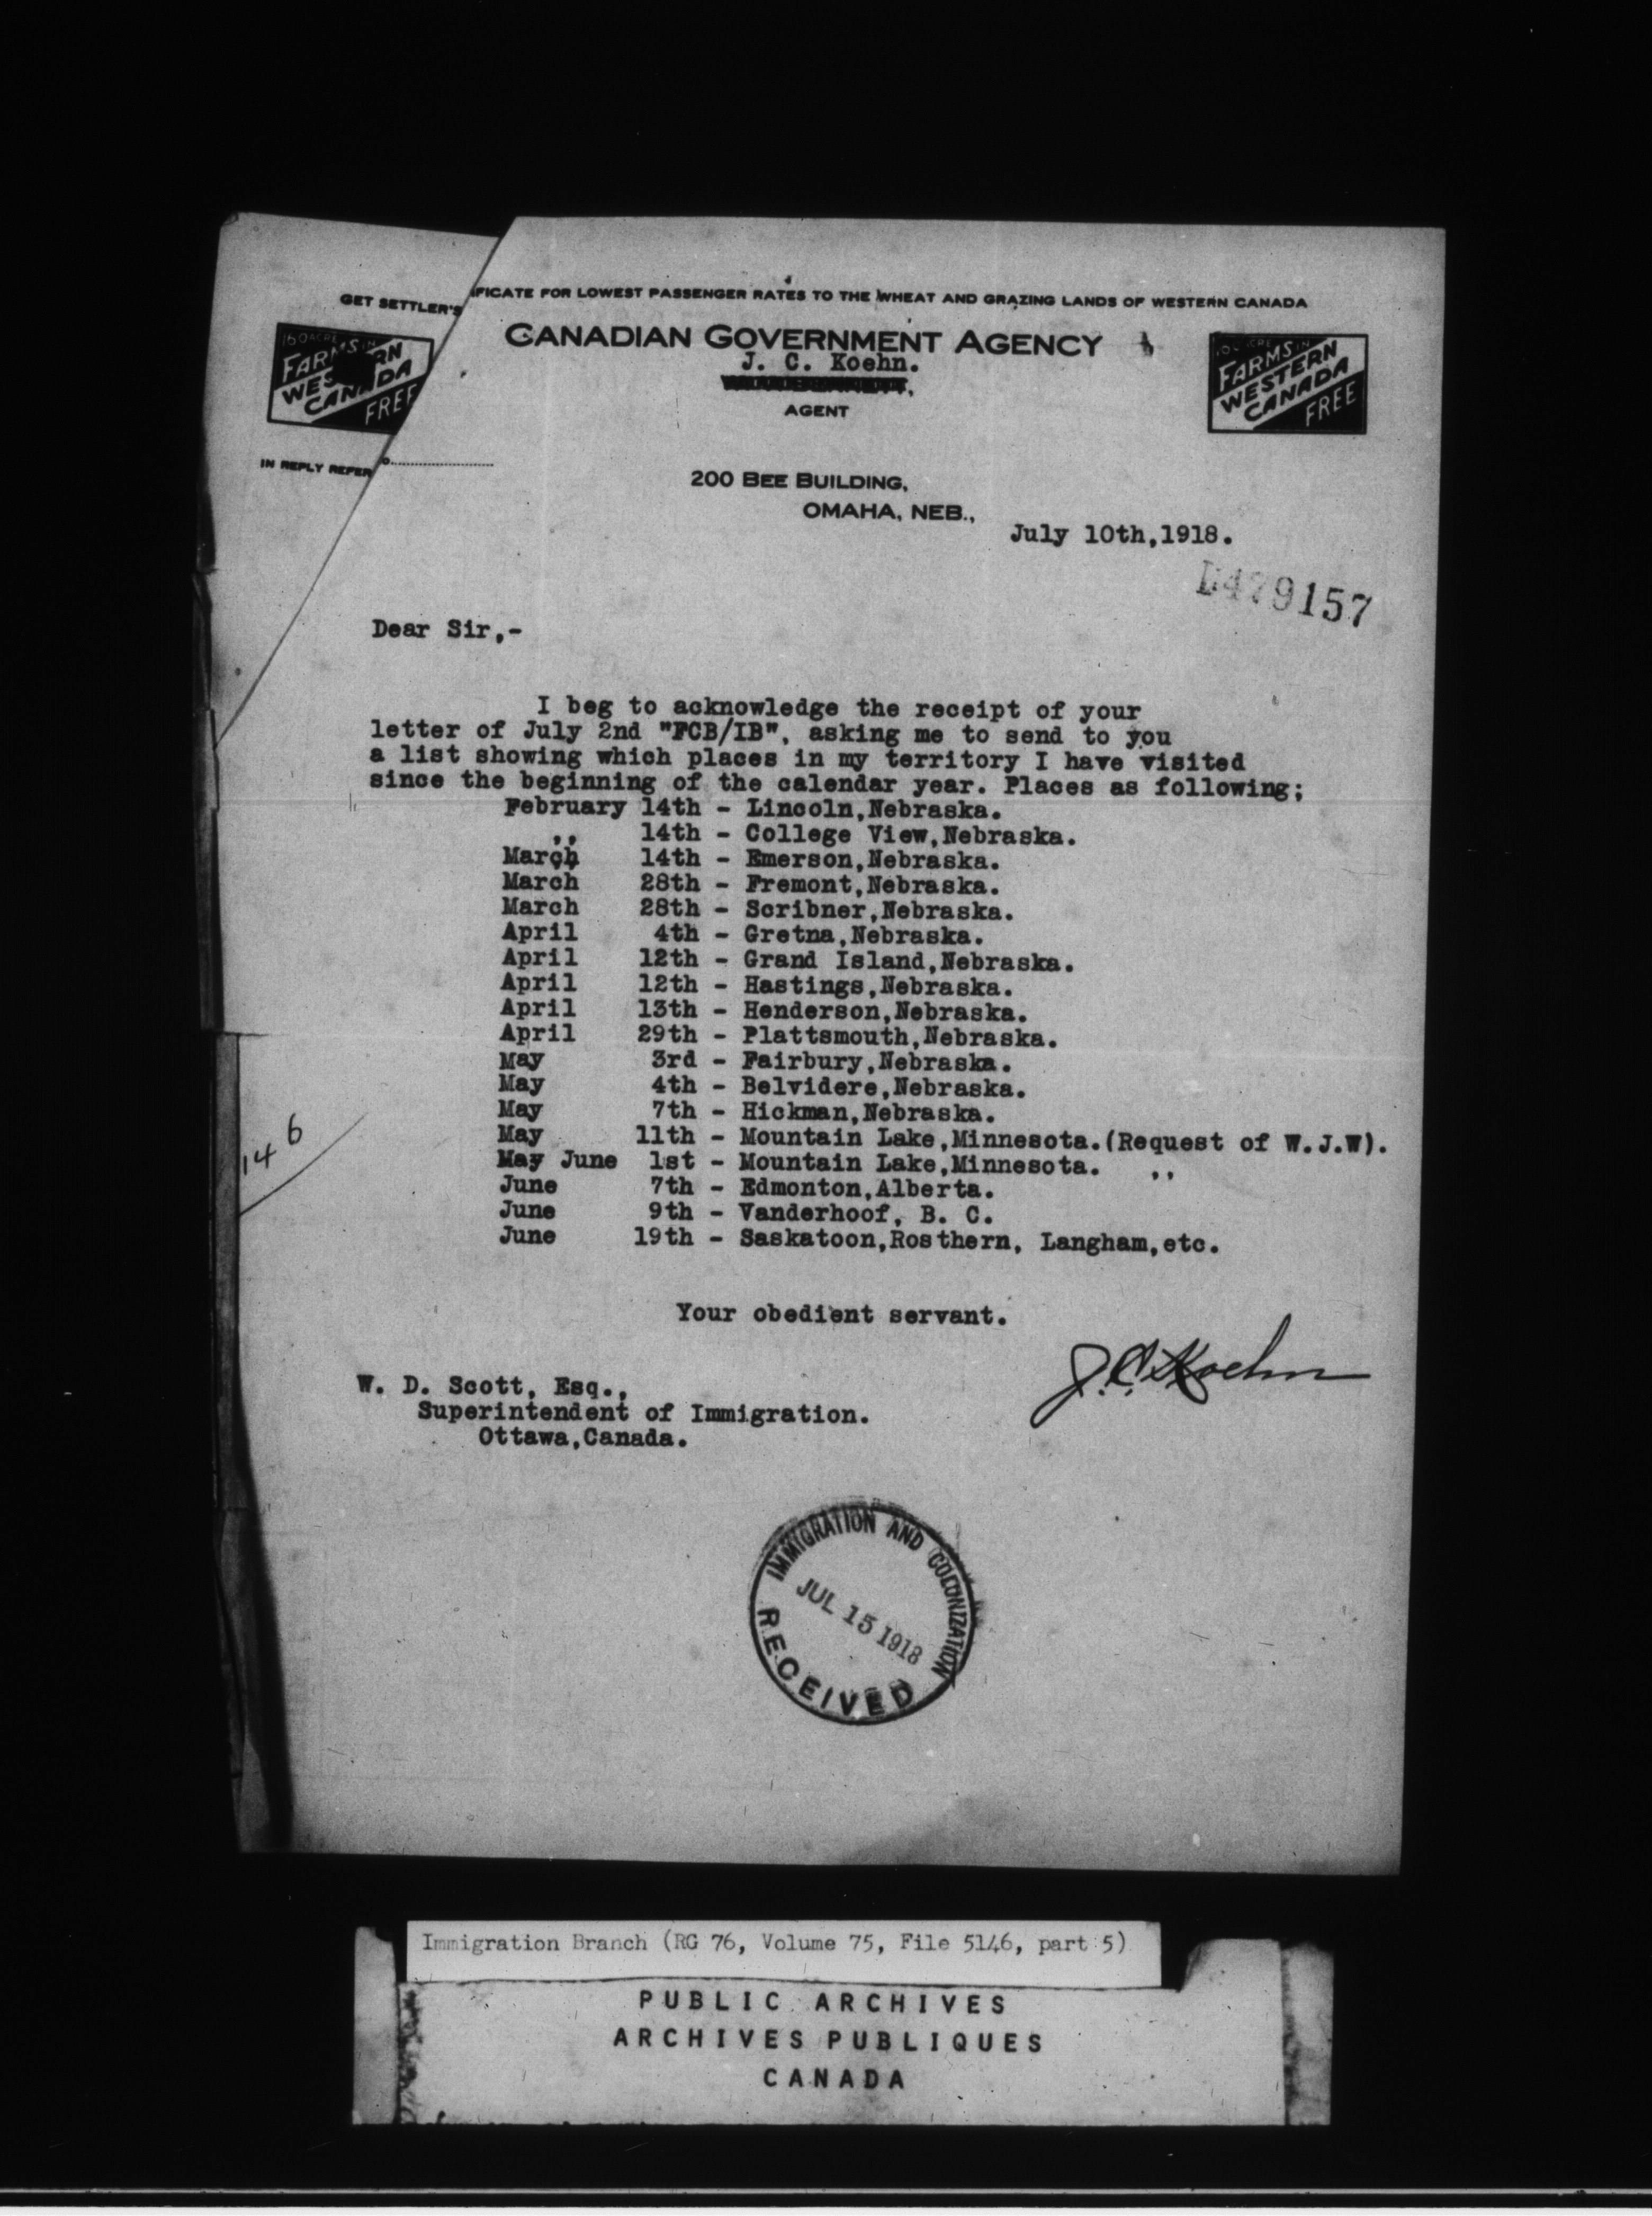 GET SETTLER'S IFICATE FOR LOWEST PASSENGER RATES TO THE WHEAT AND GRAZING LANDS OF WESTERN CANADA
160 ACRE
FARMS IN
WESTERN
CANADA
FREE
CANADIAN GOVERNMENT AGENCY
J. C. Koehn.
AGENT
FARMS IN
WESTERN
CANADA
FREE
IN REPLY REFER
200 BEE BUILDING,
OMAHA, NEB.,
July 10th,1918.
479157
Dear Sir,-
I beg to acknowledge the receipt of your
letter of July 2nd "FCB/IB", asking me to send to you
a list showing which places in my territory I have visited
since the beginning of the calendar year. Places as following;
February 14th - Lincoln,Nebraska.
,, 14th - College View,Nebraska.
March 14th - Emerson,Nebraska.
March 28th - Fremont,Nebraska.
March 28th - Scribner,Nebraska.
April 4th - Gretna,Nebraska.
April 12th - Grand Island,Nebraska.
April 12th - Hastings,Nebraska.
April 13th - Henderson,Nebraska.
April 29th - Plattsmouth,Nebraska.
May 3rd - Fairbury,Nebraska.
May 4th - Belvidere,Nebraska.
May 7th - Hickman,Nebraska.
May 11th - Mountain Lake,Minnesota.(Request of W.J.W).
May June 1st - Mountain Lake,Minnesota. ,,
June 7th - Edmonton,Alberta.
June 9th - Vanderhoof, B. C.
June 19th - Saskatoon,Rosthern, Langham,etc.
146
Your obedient servant.
J.C. Koehn
W. D. Scott, Esq.,
Superintendent of Immigration.
Ottawa,Canada.
IMMIGRATION AND COLONIZATION
JUL 15 1918
RECEIVED
Immigration Branch (RG 76, Volume 75, File 5146, part 5)
PUBLIC ARCHIVES
ARCHIVES PUBLIQUES
CANADA